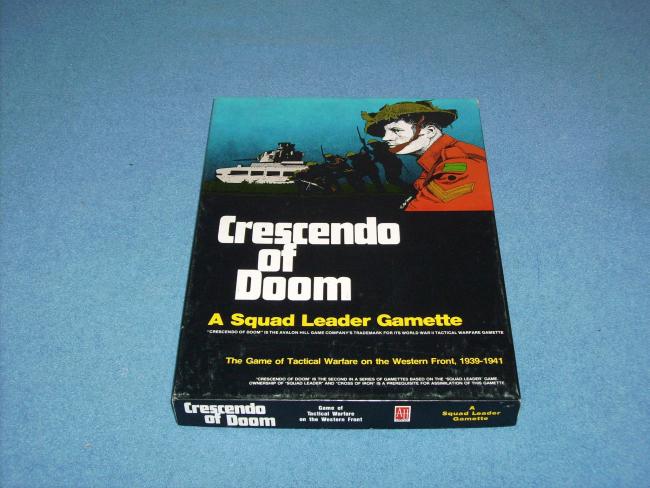 Crescendo
of
Doom
A Squad Leader Gamette
"CRESCENDO OF DOOM" IS THE AVALON HILL GAME COMPANY'S TRADEMARK FOR ITS WORLD WAR II TACTICAL WARFARE GAMETTE
The Game of Tactical Warfare on the Western Front, 1939-1941
"CRESCENDO OF DOOM" IS THE SECOND IN A SERIES OF GAMETTES BASED ON THE "SQUAD LEADER" GAME.
OWNERSHIP OF "SQUAD LEADER" AND "CROSS OF IRON" IS A PREREQUISITE FOR ASSIMILATION OF THIS GAMETTE
Crescendo
of Doom
Game of
Tactical Warfare
on the Western Front
AH
A
Squad Leader
Gamette